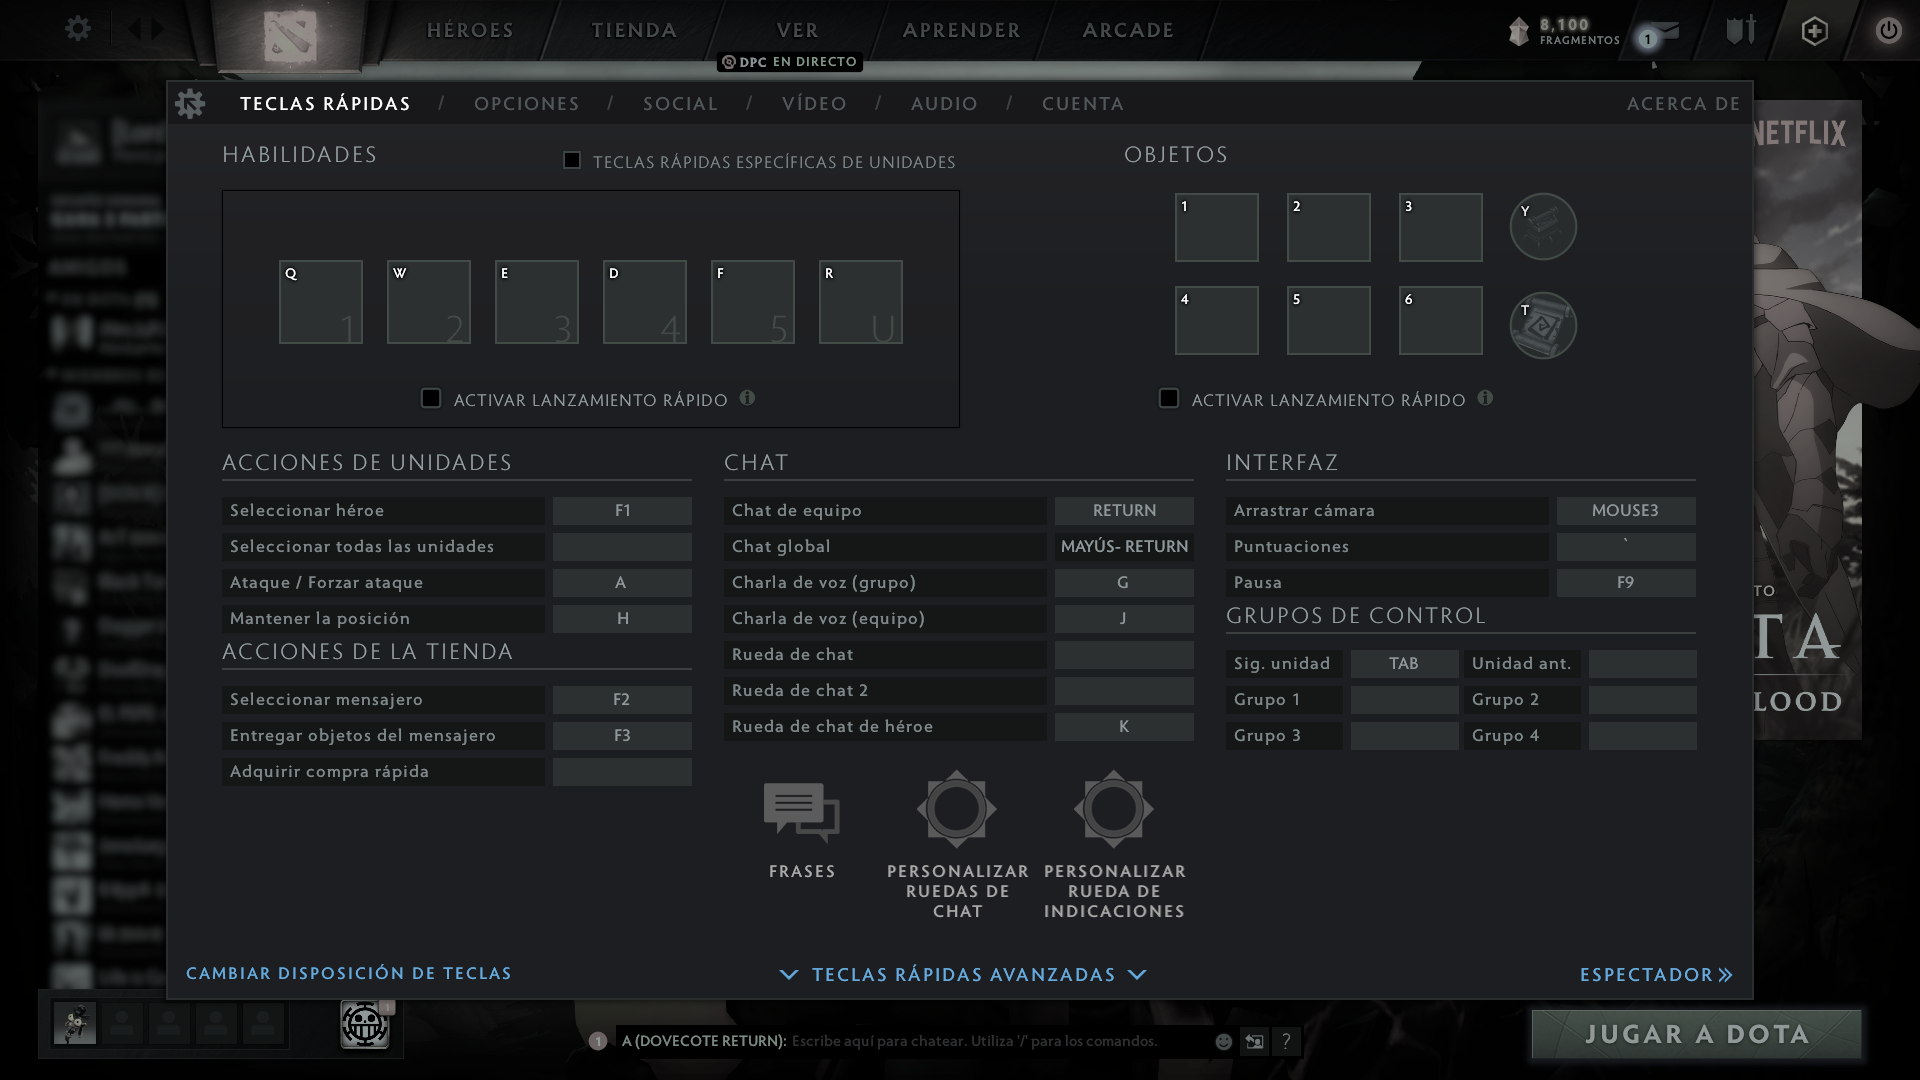 HÉROES
TIENDA
VER
APRENDER
ARCADE
8,100
FRAGMENTOS
1
DPC EN DIRECTO
TECLAS RÁPIDAS / OPCIONES / SOCIAL / VÍDEO / AUDIO / CUENTA
ACERCA DE
NETFLIX
HABILIDADES
TECLAS RÁPIDAS ESPECÍFICAS DE UNIDADES
OBJETOS
Q W E D F R
1 2 3 4 5 U
ACTIVAR LANZAMIENTO RÁPIDO
1 2 3 Y
4 5 6 T
ACTIVAR LANZAMIENTO RÁPIDO
ACCIONES DE UNIDADES
Seleccionar héroe F1
Seleccionar todas las unidades
Ataque / Forzar ataque A
Mantener la posición H
ACCIONES DE LA TIENDA
Seleccionar mensajero F2
Entregar objetos del mensajero F3
Adquirir compra rápida
CHAT
Chat de equipo RETURN
Chat global MAYÚS- RETURN
Charla de voz (grupo) G
Charla de voz (equipo) J
Rueda de chat
Rueda de chat 2
Rueda de chat de héroe K
FRASES
PERSONALIZAR
RUEDAS DE
CHAT
PERSONALIZAR
RUEDA DE
INDICACIONES
INTERFAZ
Arrastrar cámara MOUSE3
Puntuaciones `
Pausa F9
GRUPOS DE CONTROL
Sig. unidad TAB Unidad ant.
Grupo 1 Grupo 2
Grupo 3 Grupo 4
TO
TA
LOOD
CAMBIAR DISPOSICIÓN DE TECLAS
TECLAS RÁPIDAS AVANZADAS
ESPECTADOR
1
1
A (DOVECOTE RETURN): Escribe aquí para chatear. Utiliza '/' para los comandos.
?
JUGAR A DOTA